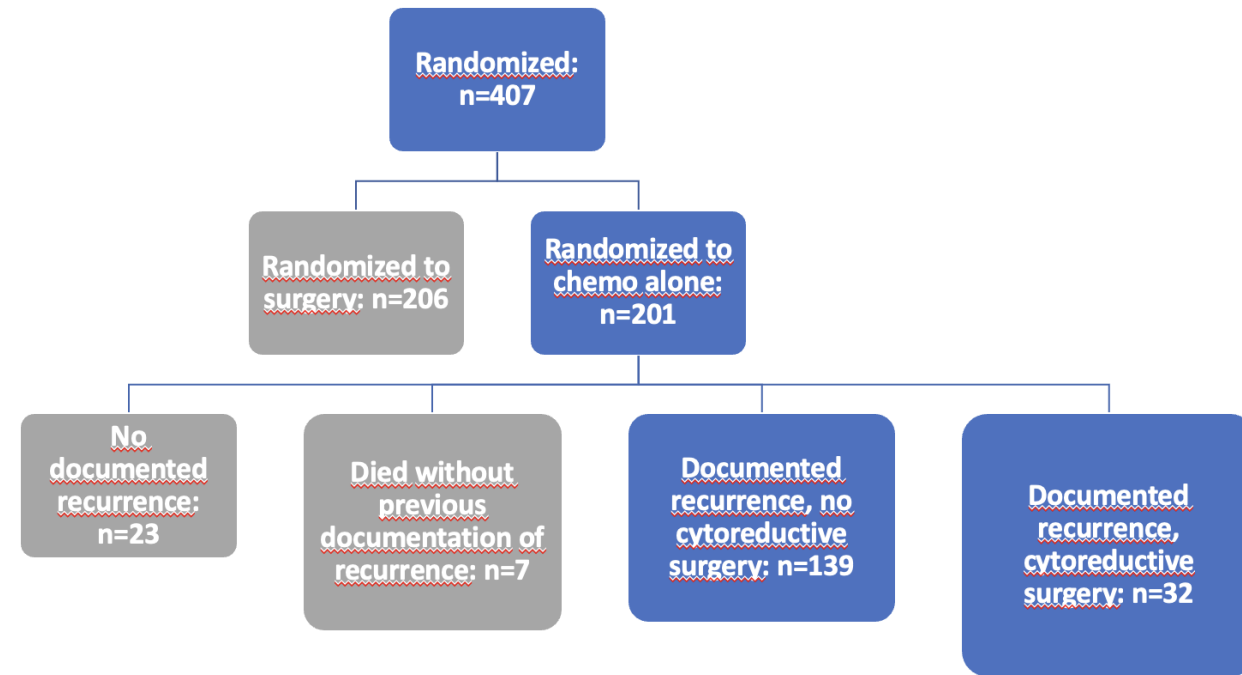 Randomized:
n=407
Randomized to
surgery: n=206
Randomized to
chemo alone:
n=201
No
documented
recurrence:
n=23
Died without
previous
documentation of
recurrence: n=7
Documented
recurrence, no
cytoreductive
surgery: n=139
Documented
recurrence,
cytoreductive
surgery: n=32